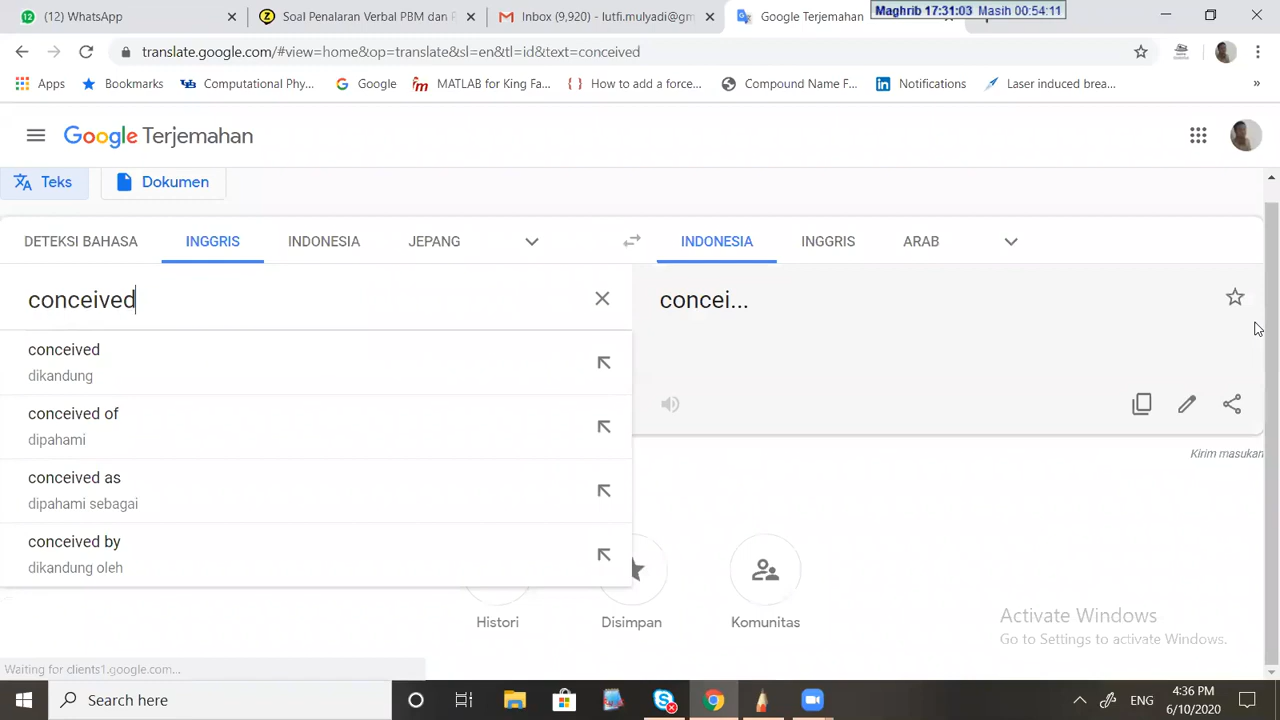 (12) WhatsApp
Soal Penalaran Verbal PBM dan
Inbox (9,920) - lutfi.mulyadi@gm
Google Terjemahan
Maghrib 17:31:03 Masih 00:54:11
translate.google.com/#view=home&op=translate&sl=en&tl=id&text=conceived
Apps
Bookmarks
Computational Phy...
Google
MATLAB for King Fa...
How to add a force...
Compound Name F...
Notifications
Laser induced brea...
»
Google Terjemahan
Teks
Dokumen
DETEKSI BAHASA
INGGRIS
INDONESIA
JEPANG
INDONESIA
INGGRIS
ARAB
conceived
concei...
conceived
dikandung
conceived of
dipahami
conceived as
dipahami sebagai
conceived by
dikandung oleh
Kirim masukan
Histori
Disimpan
Komunitas
Activate Windows
Go to Settings to activate Windows.
Waiting for clients1.google.com...
Search here
ENG
4:36 PM
6/10/2020